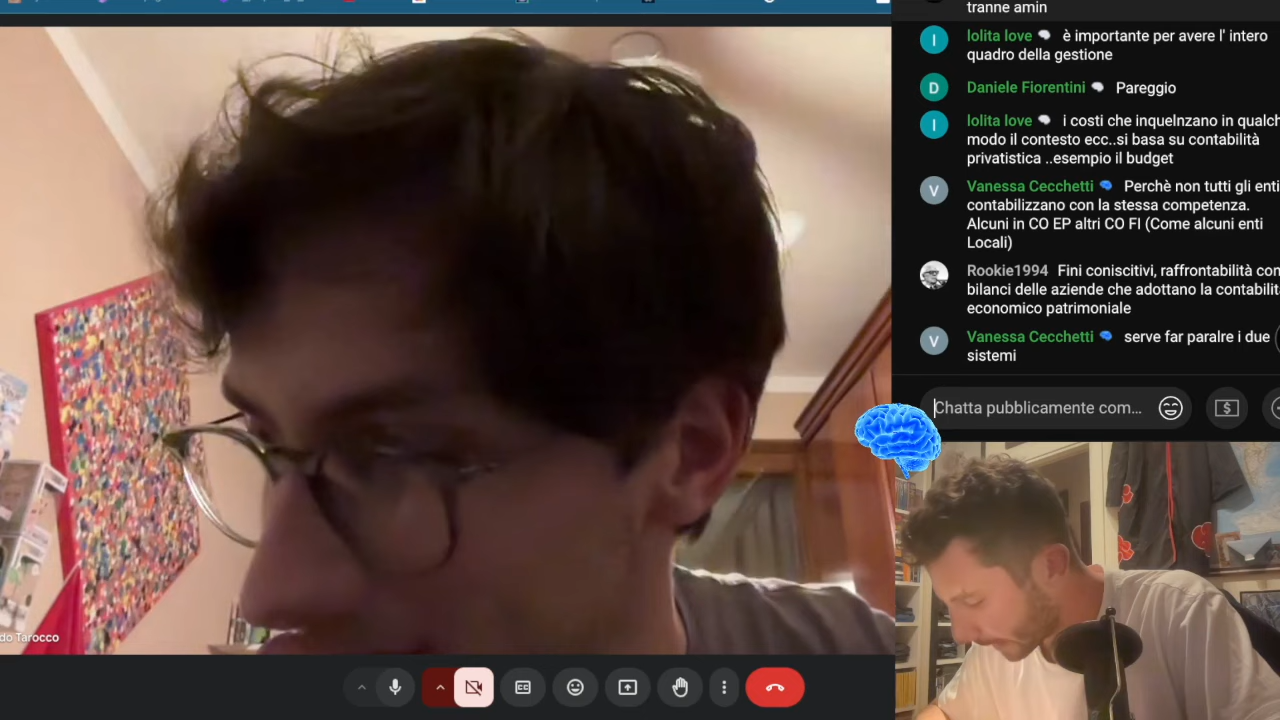 tranne amin
lolita love è importante per avere l' intero
quadro della gestione
D Daniele Fiorentini Pareggio
lolita love i costi che inquelnzano in qualch
modo il contesto ecc..si basa su contabilità
privatistica ..esempio il budget
V Vanessa Cecchetti Perchè non tutti gli enti
contabilizzano con la stessa competenza.
Alcuni in CO EP altri CO FI (Come alcuni enti
Locali)
Rookie1994 Fini coniscitivi, raffrontabilità con
bilanci delle aziende che adottano la contabilit
economico patrimoniale
V Vanessa Cecchetti serve far paralre i due
sistemi
Chatta pubblicamente com...
do Tarocco
CC